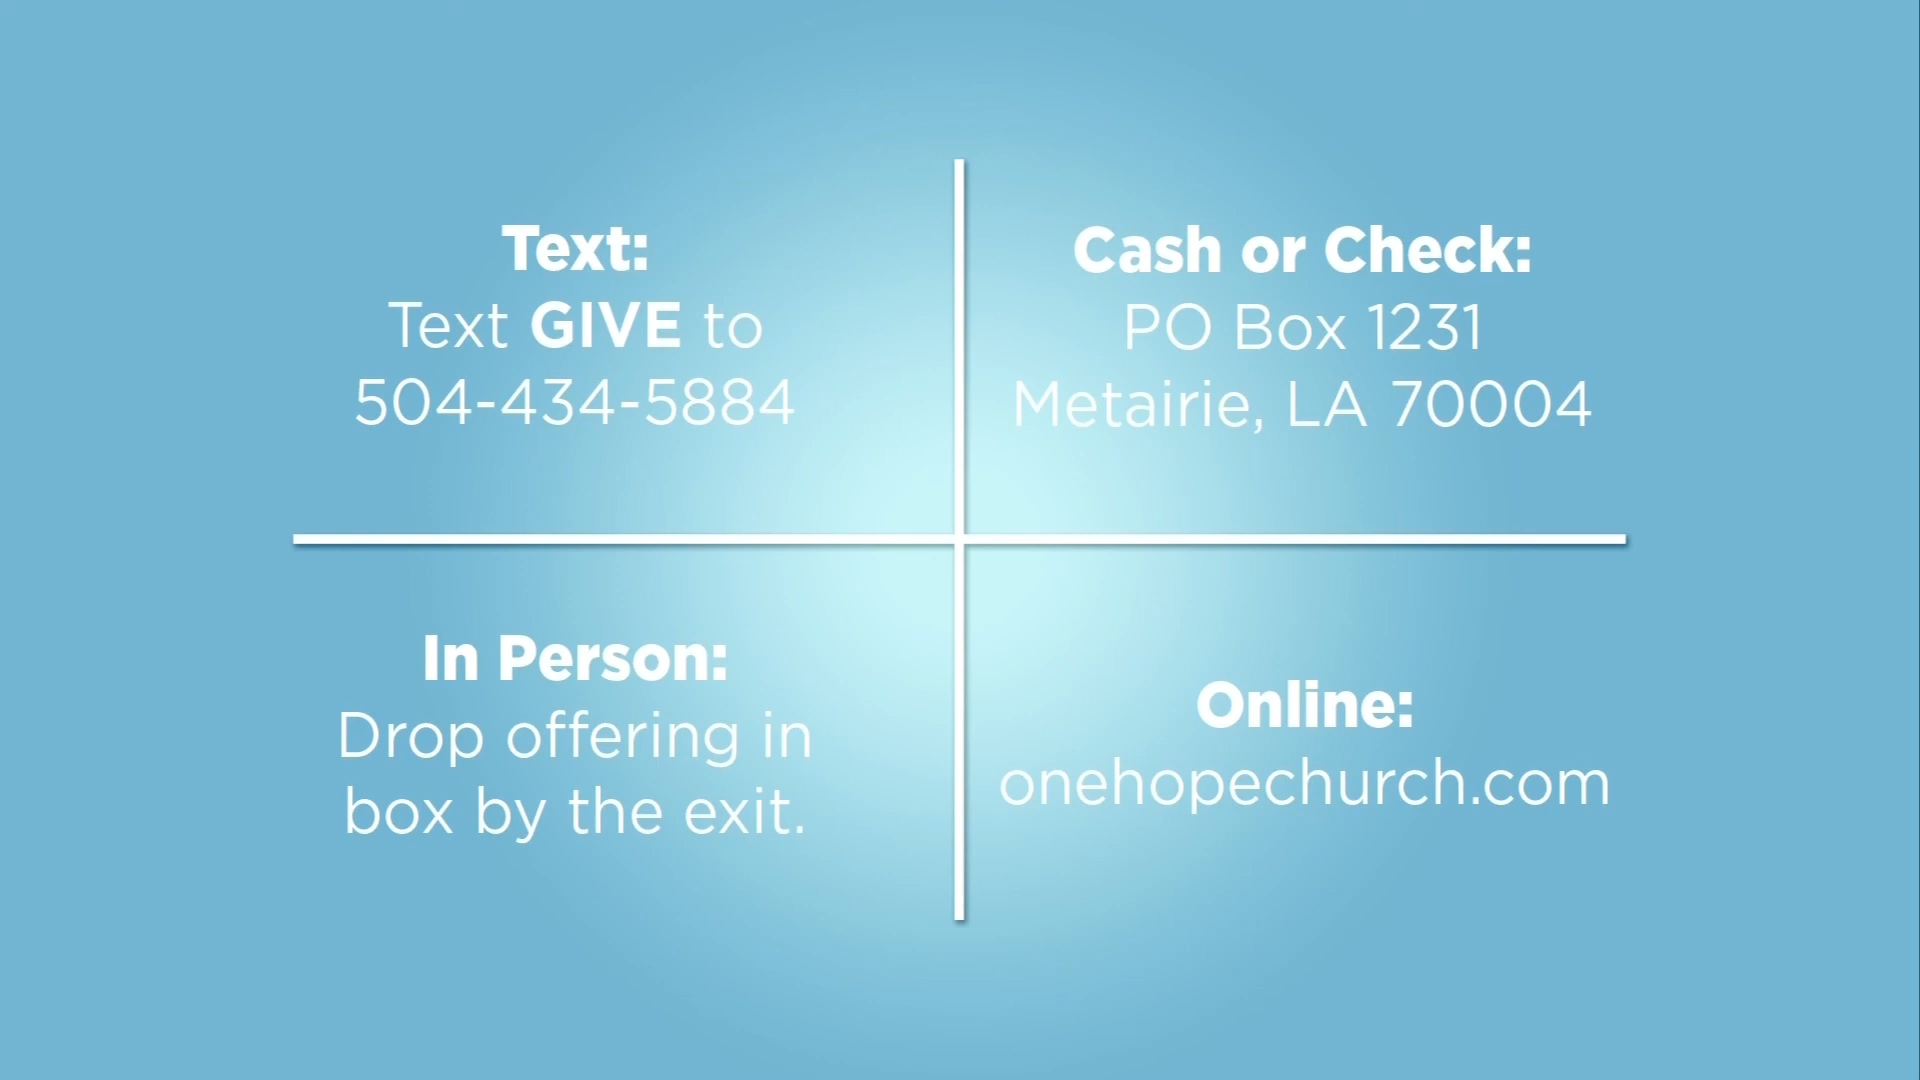 Text:
Text GIVE to
504-434-5884
Cash or Check:
PO Box 1231
Metairie, LA 70004
In Person:
Drop offering in
box by the exit.
Online:
onehopechurch.com